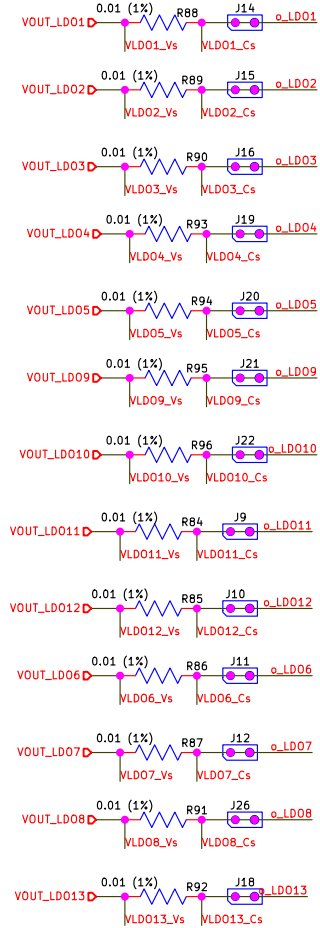 0.01 (1%) R88 J14
VOUT_LDO1 o_LDO1
VLDO1_Vs VLDO1_Cs
0.01 (1%) R89 J15
VOUT_LDO2 o_LDO2
VLDO2_Vs VLDO2_Cs
0.01 (1%) R90 J16
VOUT_LDO3 o_LDO3
VLDO3_Vs VLDO3_Cs
0.01 (1%) R93 J19
VOUT_LDO4 o_LDO4
VLDO4_Vs VLDO4_Cs
0.01 (1%) R94 J20
VOUT_LDO5 o_LDO5
VLDO5_Vs VLDO5_Cs
0.01 (1%) R95 J21
VOUT_LDO9 o_LDO9
VLDO9_Vs VLDO9_Cs
0.01 (1%) R96 J22
VOUT_LDO10 o_LDO10
VLDO10_Vs VLDO10_Cs
0.01 (1%) R84 J9
VOUT_LDO11 o_LDO11
VLDO11_Vs VLDO11_Cs
0.01 (1%) R85 J10
VOUT_LDO12 o_LDO12
VLDO12_Vs VLDO12_Cs
0.01 (1%) R86 J11
VOUT_LDO6 o_LDO6
VLDO6_Vs VLDO6_Cs
0.01 (1%) R87 J12
VOUT_LDO7 o_LDO7
VLDO7_Vs VLDO7_Cs
0.01 (1%) R91 J26
VOUT_LDO8 o_LDO8
VLDO8_Vs VLDO8_Cs
0.01 (1%) R92 J18
VOUT_LDO13 o_LDO13
VLDO13_Vs VLDO13_Cs